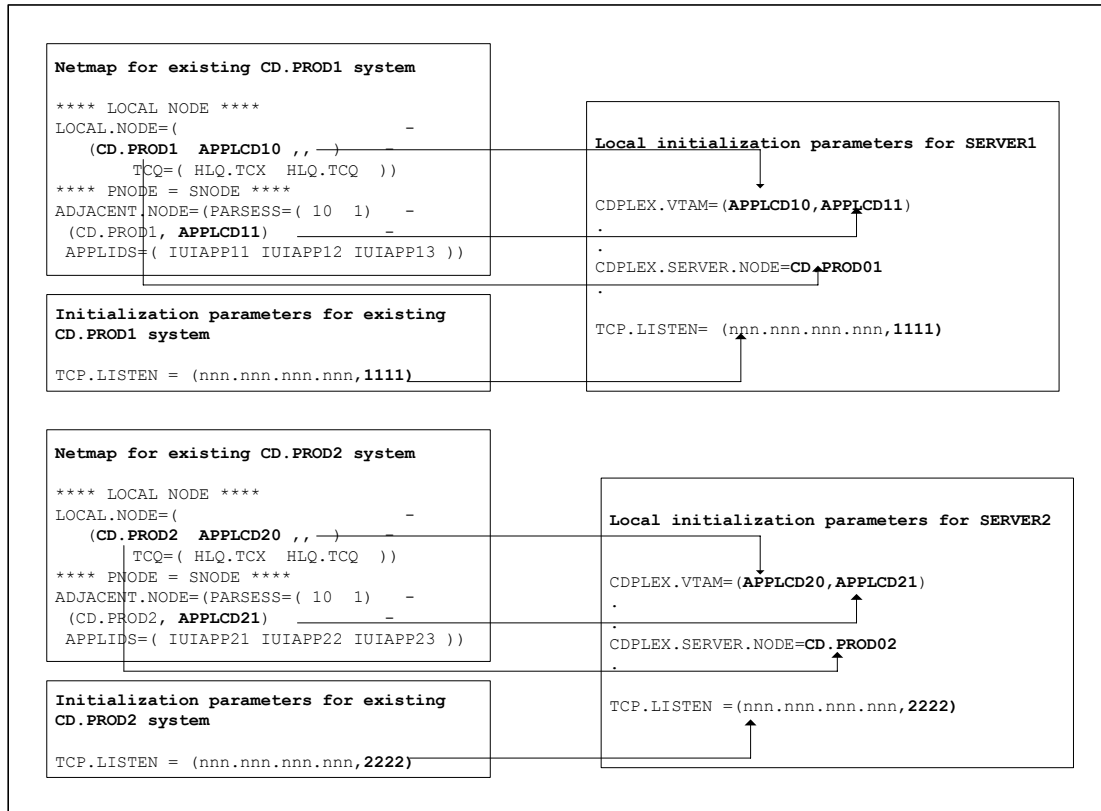 Netmap for existing CD.PROD1 system
**** LOCAL NODE ****
LOCAL.NODE=( -
(CD.PROD1 APPLCD10 ,, ) -
TCQ=( HLQ.TCX HLQ.TCQ ))
**** PNODE = SNODE ****
ADJACENT.NODE=(PARSESS=( 10 1) -
(CD.PROD1, APPLCD11) -
APPLIDS=( IUIAPP11 IUIAPP12 IUIAPP13 ))
Initialization parameters for existing
CD.PROD1 system
TCP.LISTEN = (nnn.nnn.nnn.nnn,1111)
Local initialization parameters for SERVER1
CDPLEX.VTAM=(APPLCD10,APPLCD11)
.
.
CDPLEX.SERVER.NODE=CD.PROD01
.
TCP.LISTEN= (nnn.nnn.nnn.nnn,1111)
Netmap for existing CD.PROD2 system
**** LOCAL NODE ****
LOCAL.NODE=( -
(CD.PROD2 APPLCD20 ,, ) -
TCQ=( HLQ.TCX HLQ.TCQ ))
**** PNODE = SNODE ****
ADJACENT.NODE=(PARSESS=( 10 1) -
(CD.PROD2, APPLCD21) -
APPLIDS=( IUIAPP21 IUIAPP22 IUIAPP23 ))
Initialization parameters for existing
CD.PROD2 system
TCP.LISTEN = (nnn.nnn.nnn.nnn,2222)
Local initialization parameters for SERVER2
CDPLEX.VTAM=(APPLCD20,APPLCD21)
.
.
CDPLEX.SERVER.NODE=CD.PROD02
.
TCP.LISTEN =(nnn.nnn.nnn.nnn,2222)